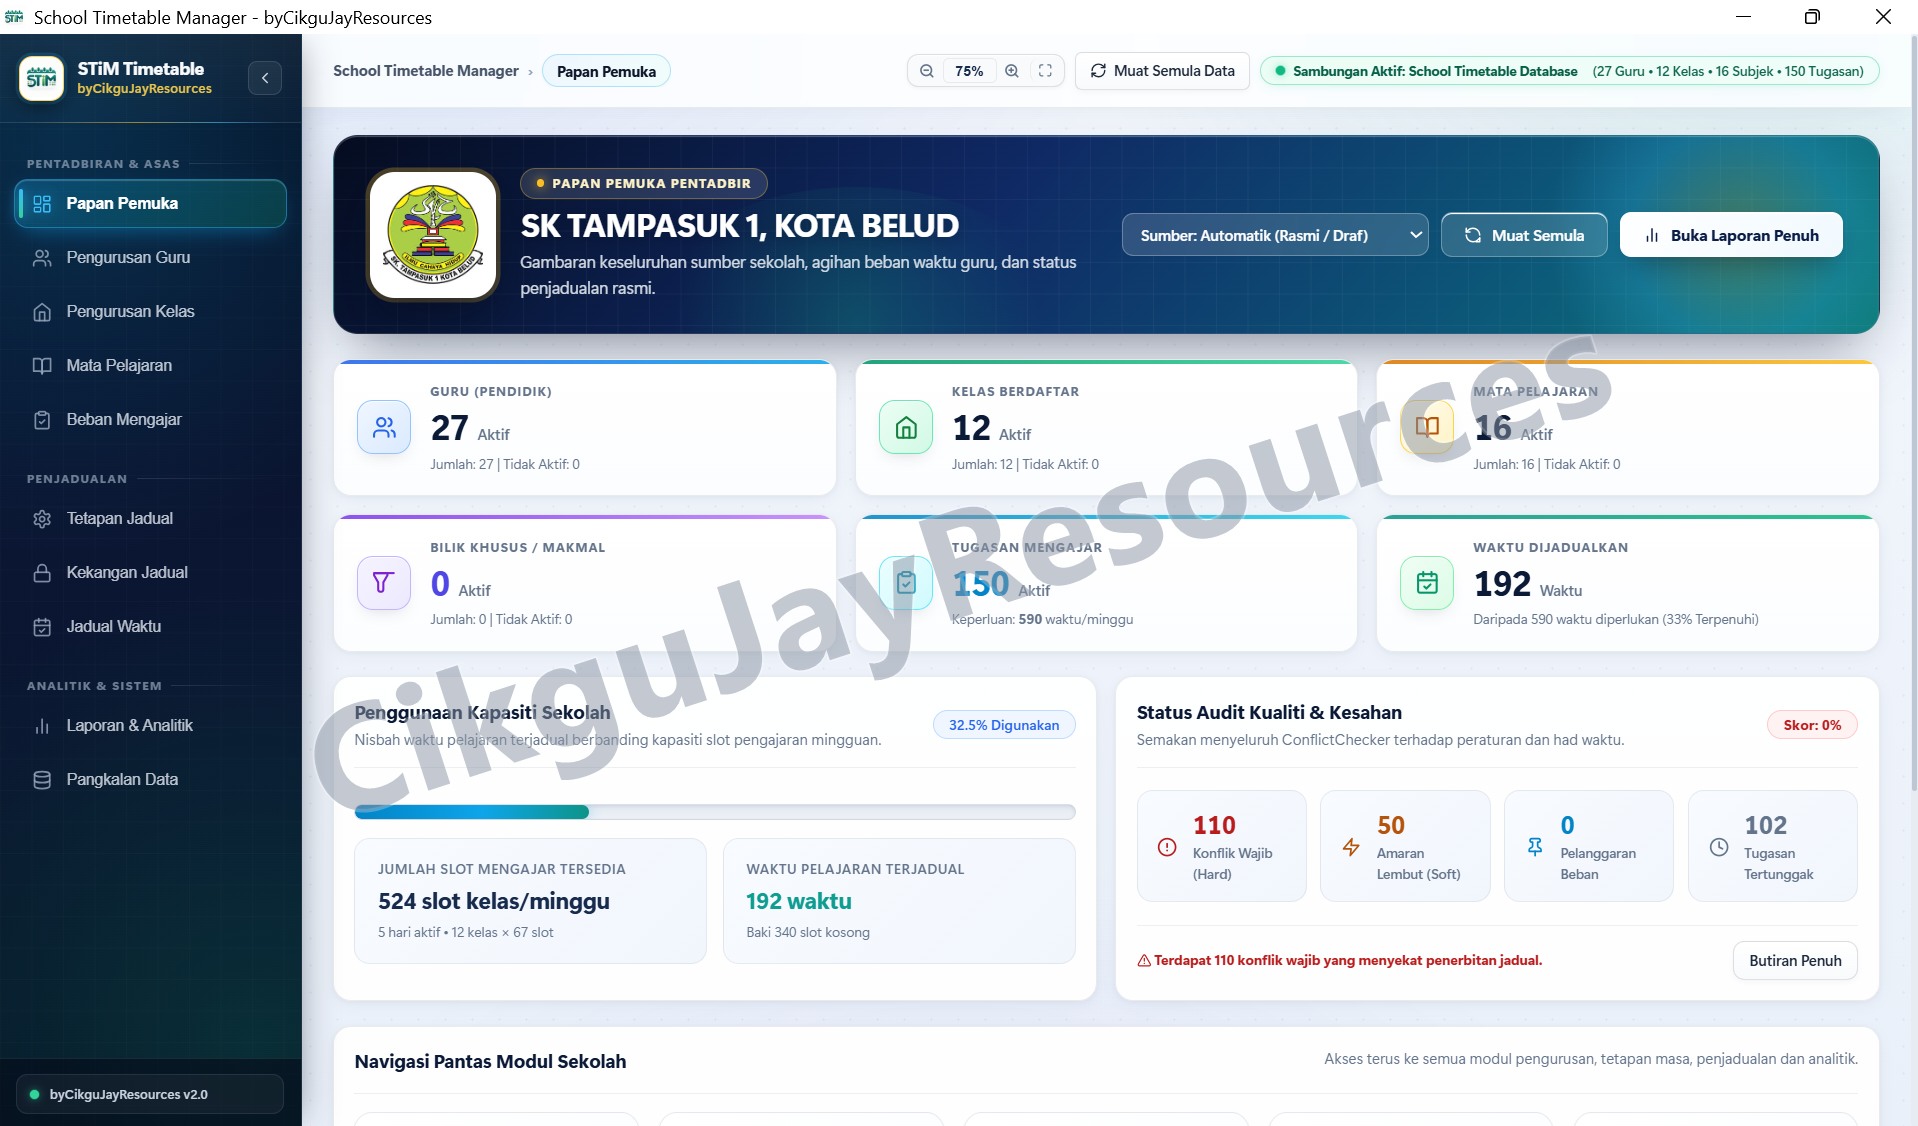 School Timetable Manager - byCikguJayResources
STiM
STiM Timetable
byCikguJayResources
School Timetable Manager › Papan Pemuka
75%
Muat Semula Data
Sambungan Aktif: School Timetable Database (27 Guru • 12 Kelas • 16 Subjek • 150 Tugasan)
PENTADBIRAN & ASAS
Papan Pemuka
Pengurusan Guru
Pengurusan Kelas
Mata Pelajaran
Beban Mengajar
PENJADUALAN
Tetapan Jadual
Kekangan Jadual
Jadual Waktu
ANALITIK & SISTEM
Laporan & Analitik
Pangkalan Data
byCikguJayResources v2.0
ILMU CAHAYA HIDUP
SK. TAMPASUK 1 KOTA BELUD
PAPAN PEMUKA PENTADBIR
SK TAMPASUK 1, KOTA BELUD
Gambaran keseluruhan sumber sekolah, agihan beban waktu guru, dan status
penjadualan rasmi.
Sumber: Automatik (Rasmi / Draf)
Muat Semula
Buka Laporan Penuh
GURU (PENDIDIK)
27 Aktif
Jumlah: 27 | Tidak Aktif: 0
KELAS BERDAFTAR
12 Aktif
Jumlah: 12 | Tidak Aktif: 0
MATA PELAJARAN
16 Aktif
Jumlah: 16 | Tidak Aktif: 0
BILIK KHUSUS / MAKMAL
0 Aktif
Jumlah: 0 | Tidak Aktif: 0
TUGASAN MENGAJAR
150 Aktif
Keperluan: 590 waktu/minggu
WAKTU DIJADUALKAN
192 Waktu
Daripada 590 waktu diperlukan (33% Terpenuhi)
CikguJayResources
Penggunaan Kapasiti Sekolah
Nisbah waktu pelajaran terjadual berbanding kapasiti slot pengajaran mingguan.
32.5% Digunakan
JUMLAH SLOT MENGAJAR TERSEDIA
524 slot kelas/minggu
5 hari aktif • 12 kelas × 67 slot
WAKTU PELAJARAN TERJADUAL
192 waktu
Baki 340 slot kosong
Status Audit Kualiti & Kesahan
Semakan menyeluruh ConflictChecker terhadap peraturan dan had waktu.
Skor: 0%
110
Konflik Wajib
(Hard)
50
Amaran
Lembut (Soft)
0
Pelanggaran
Beban
102
Tugasan
Tertunggak
Terdapat 110 konflik wajib yang menyekat penerbitan jadual.
Butiran Penuh
Navigasi Pantas Modul Sekolah
Akses terus ke semua modul pengurusan, tetapan masa, penjadualan dan analitik.